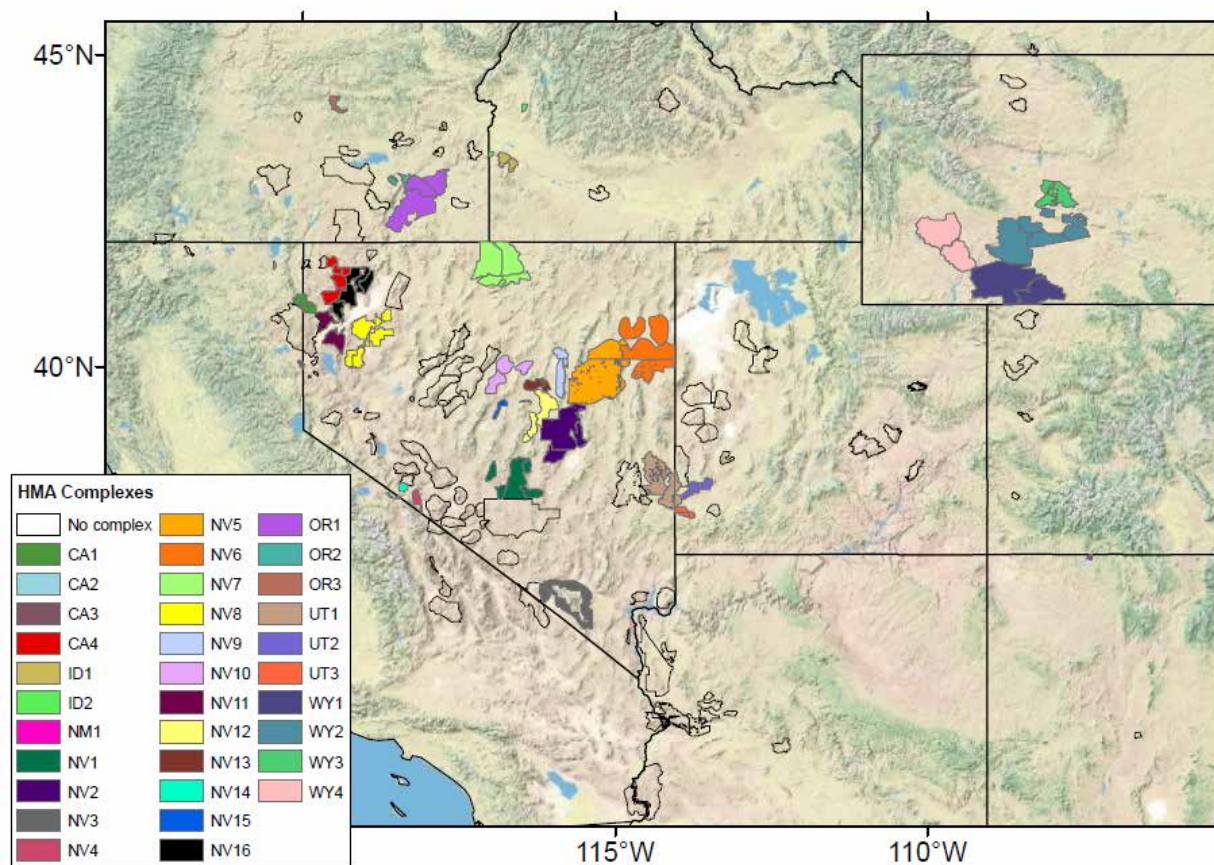 45°N
40°N
HMA Complexes
No complex
CA1
CA2
CA3
CA4
ID1
ID2
NM1
NV1
NV2
NV3
NV4
NV5
NV6
NV7
NV8
NV9
NV10
NV11
NV12
NV13
NV14
NV15
NV16
OR1
OR2
OR3
UT1
UT2
UT3
WY1
WY2
WY3
WY4
115°W
110°W